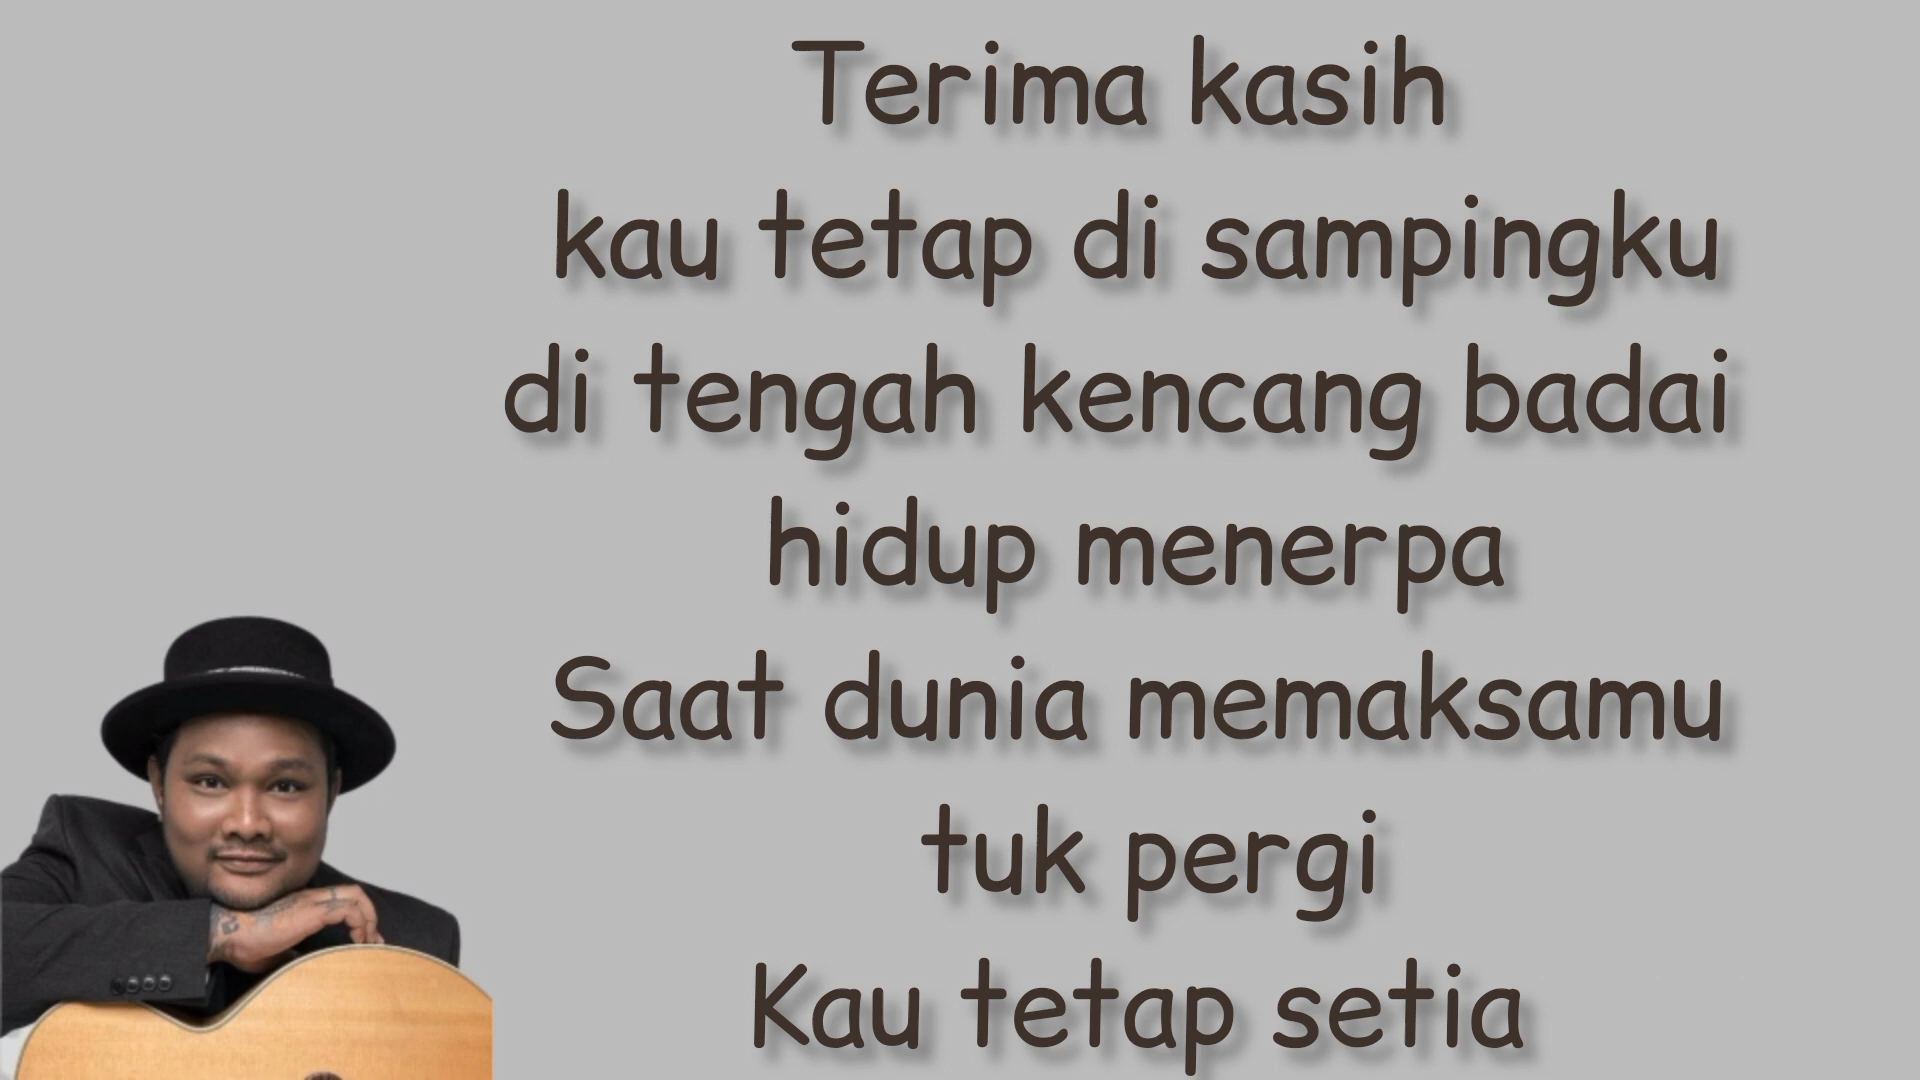 Terima kasih
kau tetap di sampingku
di tengah kencang badai
hidup menerpa
Saat dunia memaksamu
tuk pergi
Kau tetap setia